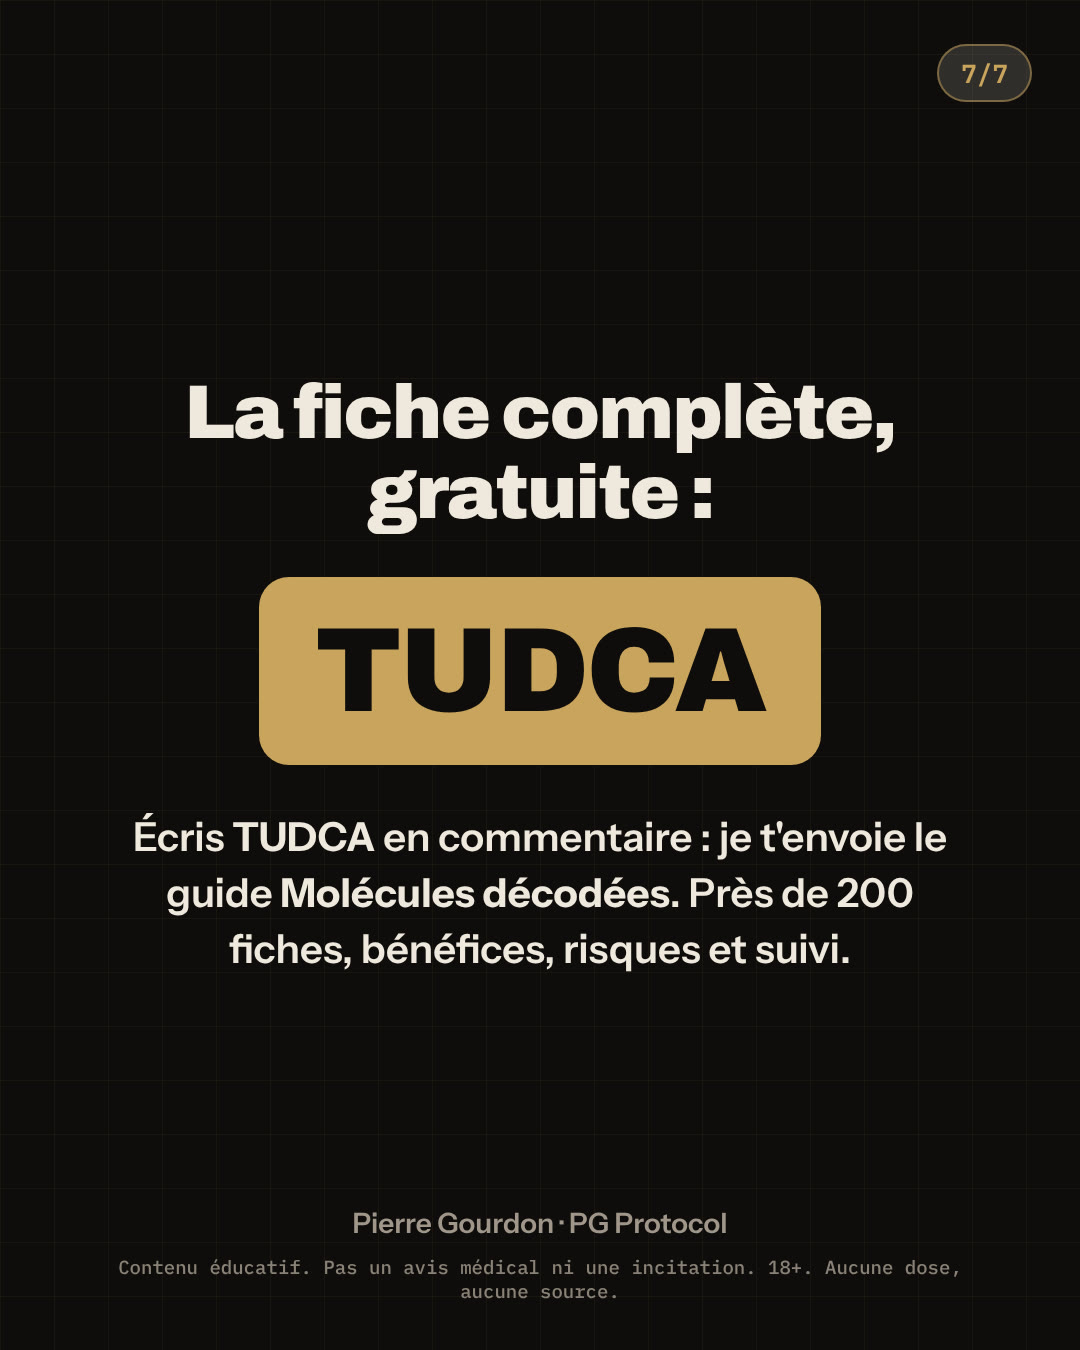 7/7
La fiche complète,
gratuite :
TUDCA
Écris TUDCA en commentaire : je t'envoie le
guide Molécules décodées. Près de 200
fiches, bénéfices, risques et suivi.
Pierre Gourdon · PG Protocol
Contenu éducatif. Pas un avis médical ni une incitation. 18+. Aucune dose,
aucune source.